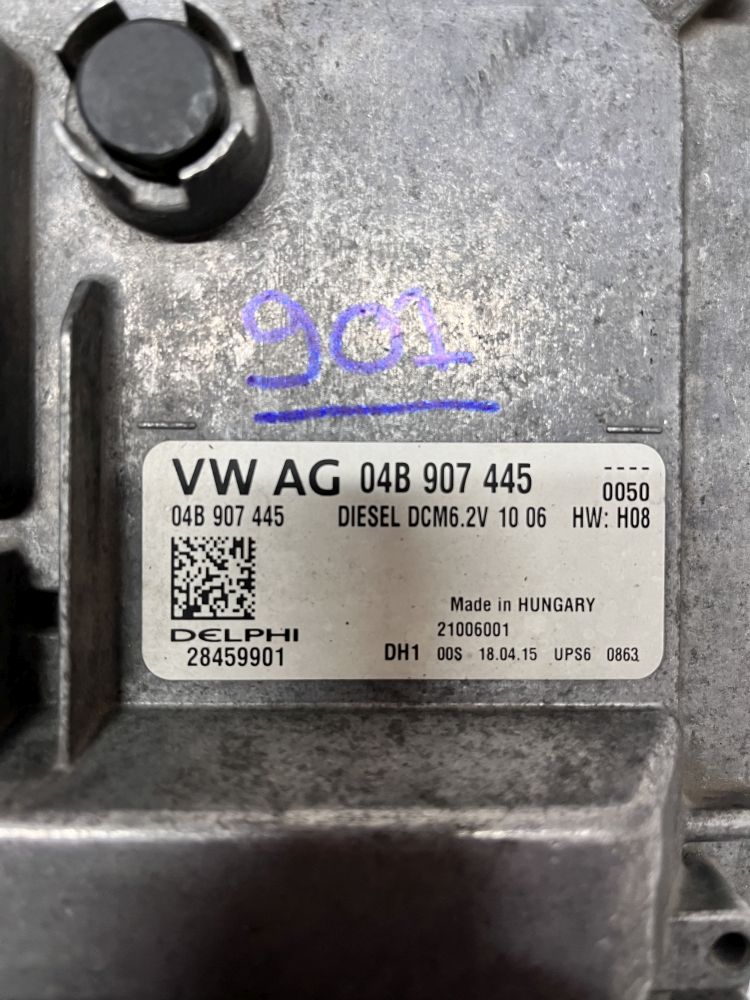 901
VW AG 04B 907 445 ----
0050
04B 907 445 DIESEL DCM6.2V 10 06 HW: H08
Made in HUNGARY
DELPHI 21006001
28459901 DH1 00S 18.04.15 UPS6 0863